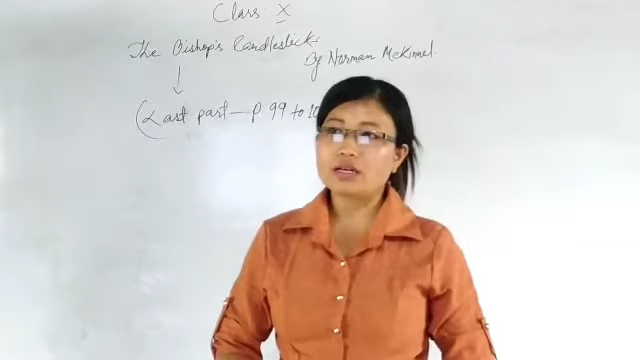 Class X
The Bishop's Candlesticks
By Norman McKinnel.
(Last part — P 99 to 10